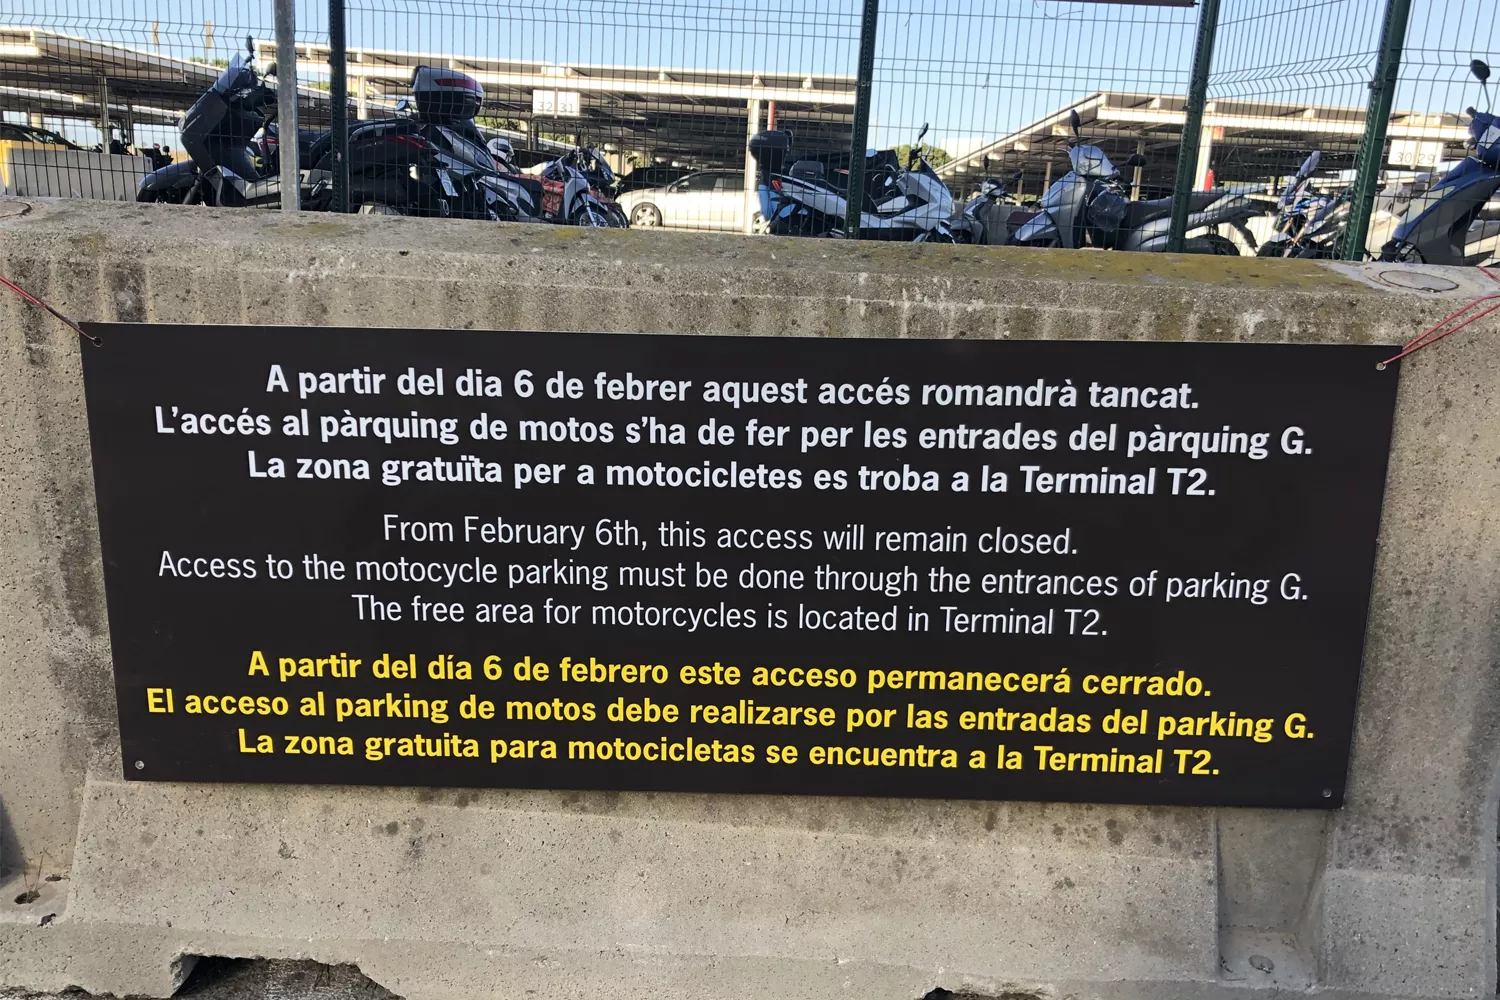 32 31
30 29
A partir del dia 6 de febrer aquest accés romandrà tancat.
L'accés al pàrquing de motos s'ha de fer per les entrades del pàrquing G.
La zona gratuïta per a motocicletes es troba a la Terminal T2.
From February 6th, this access will remain closed.
Access to the motocycle parking must be done through the entrances of parking G.
The free area for motorcycles is located in Terminal T2.
A partir del día 6 de febrero este acceso permanecerá cerrado.
El acceso al parking de motos debe realizarse por las entradas del parking G.
La zona gratuita para motocicletas se encuentra a la Terminal T2.